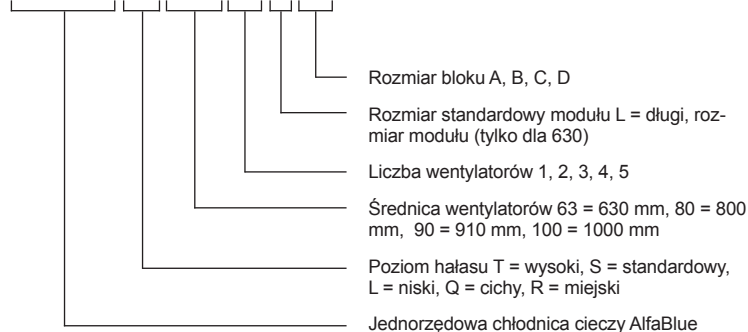 Rozmiar bloku A, B, C, D
Rozmiar standardowy modułu L = długi, roz-
miar modułu (tylko dla 630)
Liczba wentylatorów 1, 2, 3, 4, 5
Średnica wentylatorów 63 = 630 mm, 80 = 800
mm, 90 = 910 mm, 100 = 1000 mm
Poziom hałasu T = wysoki, S = standardowy,
L = niski, Q = cichy, R = miejski
Jednorzędowa chłodnica cieczy AlfaBlue